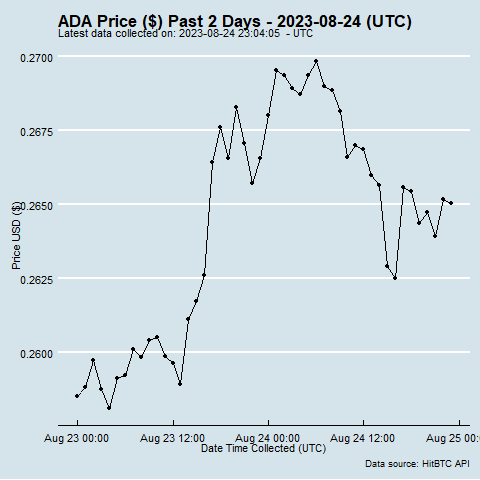 ADA Price ($) Past 2 Days - 2023-08-24 (UTC)
Latest data collected on: 2023-08-24 23:04:05 - UTC
0.2700
0.2675
0.2650
0.2625
0.2600
Price USD ($)
Aug 23 00:00 Aug 23 12:00 Aug 24 00:00 Aug 24 12:00 Aug 25 00:
Date Time Collected (UTC)
Data source: HitBTC API